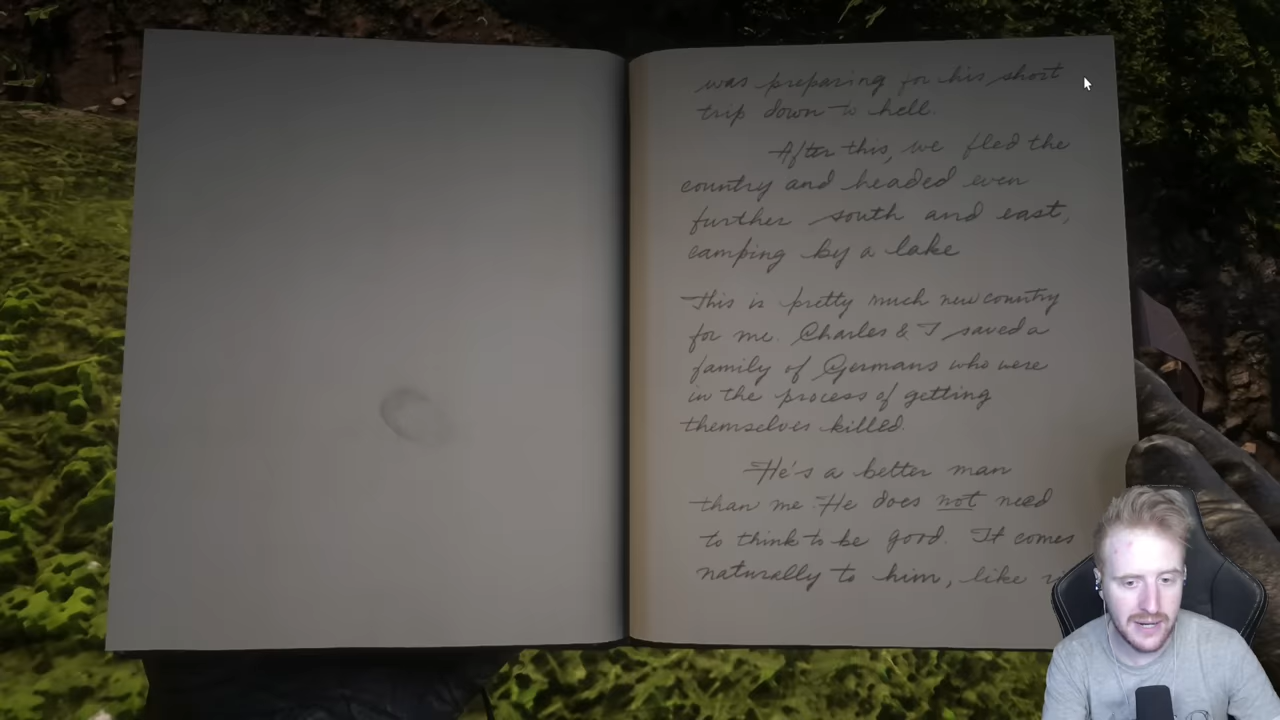 was preparing for his short
trip down to hell.
After this, we fled the
country and headed even
further south and east,
camping by a lake
This is pretty much new country
for me. Charles & I saved a
family of Germans who were
in the process of getting
themselves killed.
He's a better man
than me. He does not need
to think to be good. It comes
naturally to him, like